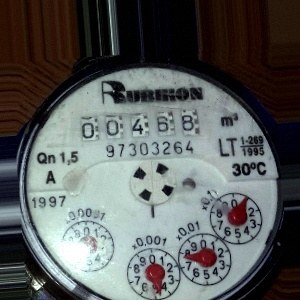 RUBIKON
00468 m³
97303264
Qn 1,5
A
1997
LT 1-269
1995
30°C
x0,0001
x0,001
x0,01
x0,1